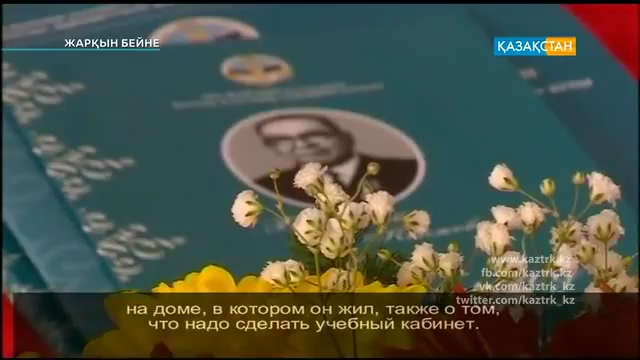 ЖАРҚЫН БЕЙНЕ
ҚАЗАҚСТАН
www.kaztrk.kz
fb.com/kaztrk.kz
vk.com/kaztrk_kz
twitter.com/kaztrk_kz
на доме, в котором он жил, также о том,
что надо сделать учебный кабинет.